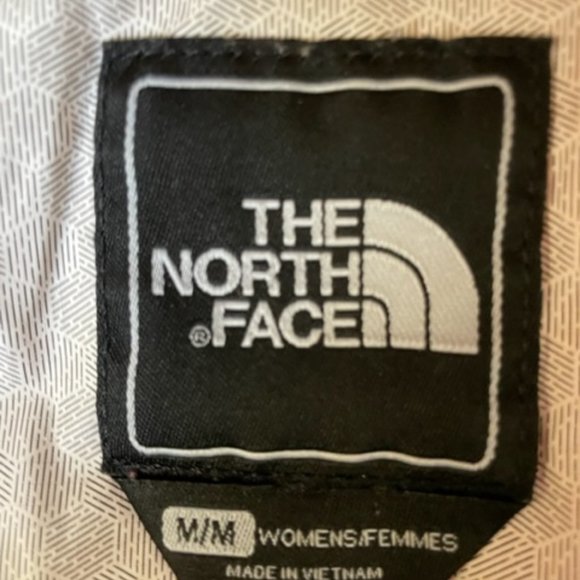 THE
NORTH
®FACE
M/M WOMENS/FEMMES
MADE IN VIETNAM